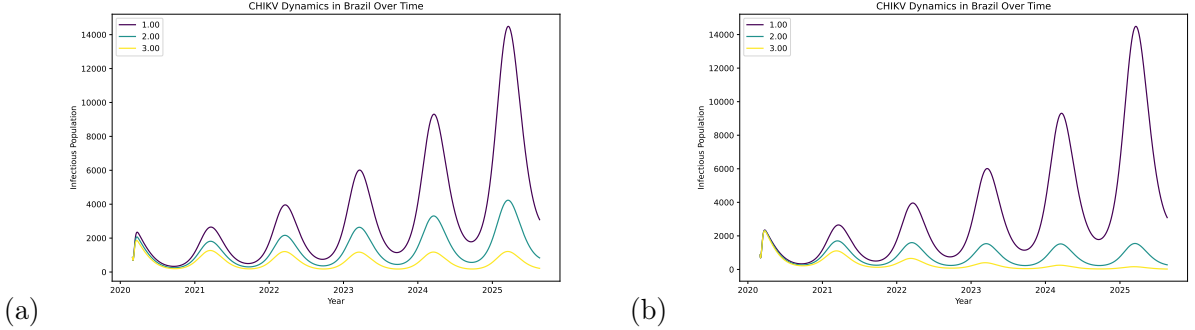 CHIKV Dynamics in Brazil Over Time
1.00
2.00
3.00
14000
12000
10000
8000
6000
4000
2000
0
Infectious Population
2020 2021 2022 2023 2024 2025
Year
(a)
CHIKV Dynamics in Brazil Over Time
1.00
2.00
3.00
14000
12000
10000
8000
6000
4000
2000
0
Infectious Population
2020 2021 2022 2023 2024 2025
Year
(b)